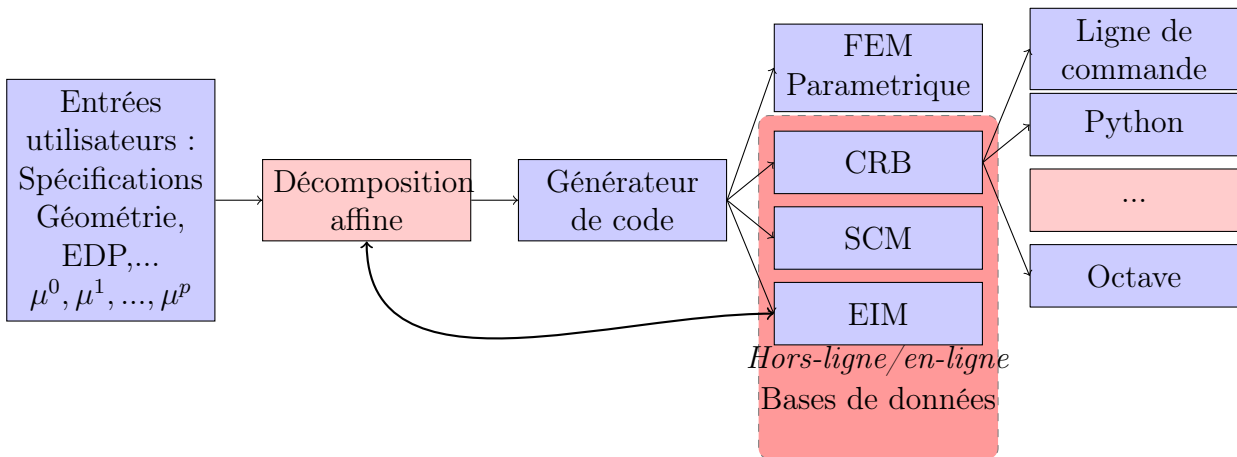 Entrées
utilisateurs :
Spécifications
Géométrie,
EDP,...
μ⁰, μ¹, ..., μᵖ
Décomposition
affine
Générateur
de code
FEM
Parametrique
CRB
SCM
EIM
Hors-ligne/en-ligne
Bases de données
Ligne de
commande
Python
...
Octave